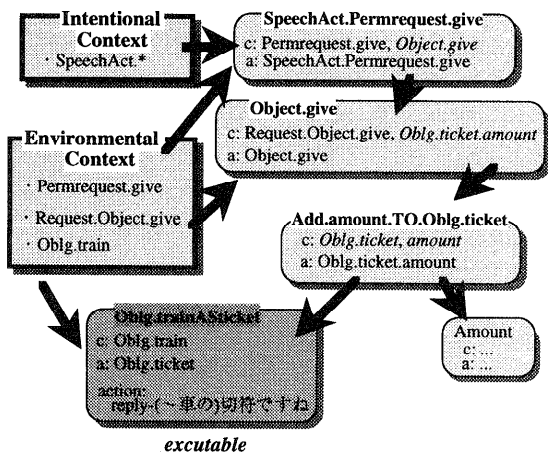 Intentional
Context
· SpeechAct.*
SpeechAct.Permrequest.give
c: Permrequest.give, Object.give
a: SpeechAct.Permrequest.give
Object.give
c: Request.Object.give, Oblg.ticket.amount
a: Object.give
Environmental
Context
· Permrequest.give
· Request.Object.give
· Oblg.train
Add.amount.TO.Oblg.ticket
c: Oblg.ticket, amount
a: Oblg.ticket.amount
Oblg.trainASticket
c: Oblg.train
a: Oblg.ticket
action:
reply-(〜車の)切符ですね
Amount
c: ...
a: ...
excutable